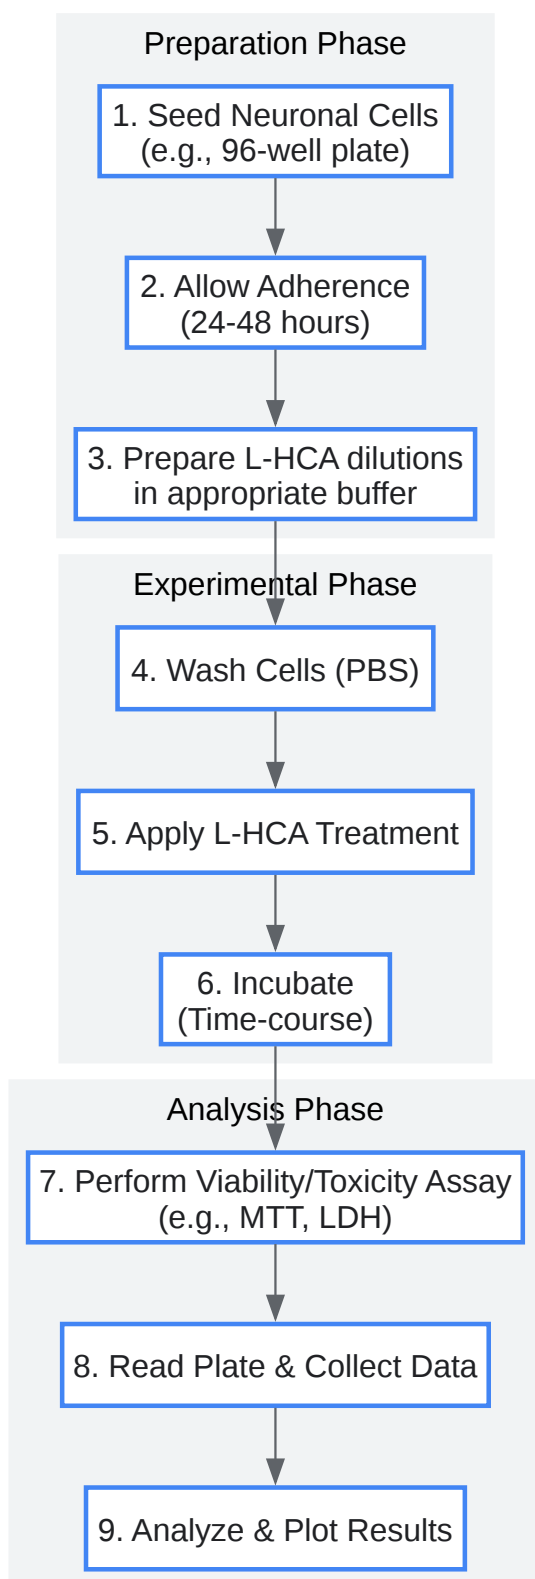 Preparation Phase
1. Seed Neuronal Cells
(e.g., 96-well plate)
2. Allow Adherence
(24-48 hours)
3. Prepare L-HCA dilutions
in appropriate buffer
Experimental Phase
4. Wash Cells (PBS)
5. Apply L-HCA Treatment
6. Incubate
(Time-course)
Analysis Phase
7. Perform Viability/Toxicity Assay
(e.g., MTT, LDH)
8. Read Plate & Collect Data
9. Analyze & Plot Results